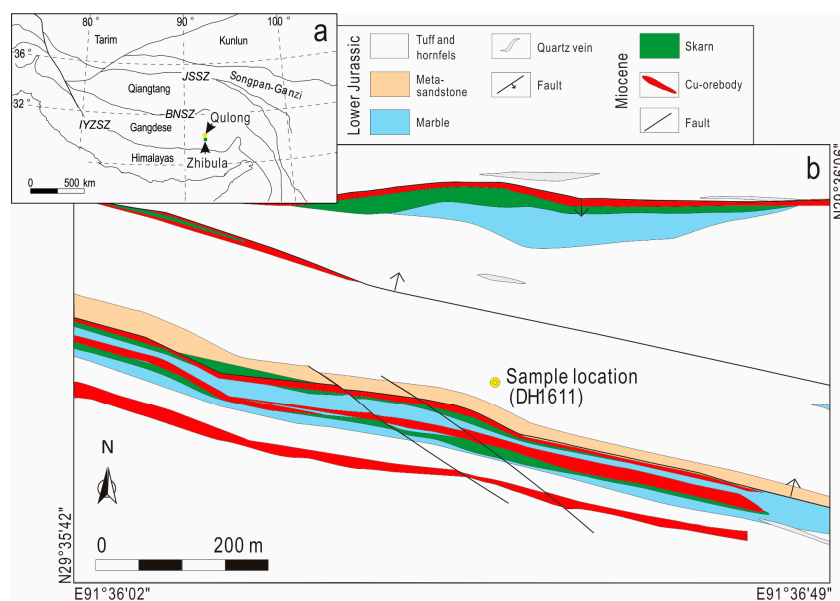 80 °
90 °
100 °
a
Tarim
Kunlun
36 °
JSSZ
Songpan-Ganzi
Qiangtang
32 °
BNSZ
Qulong
IYZSZ
Gangdese
Himalayas
Zhibula
0 500 km
Lower Jurassic
Tuff and
hornfels
Meta-
sandstone
Marble
Quartz vein
Fault
Miocene
Skarn
Cu-orebody
Fault
b
N29°36'06"
Sample location
(DH1611)
N
0 200 m
N29°35'42"
E91°36'02"
E91°36'49"